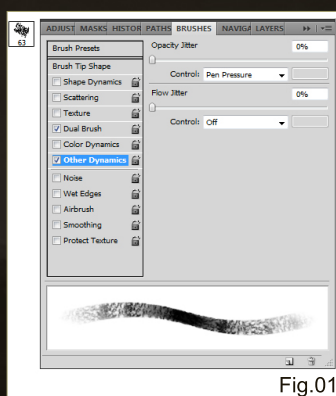 ADJUST MASKS HISTOR PATHS BRUSHES NAVIGA LAYERS
63
Brush Presets
Opacity Jitter 0%
Brush Tip Shape
Control: Pen Pressure
Shape Dynamics
Scattering
Flow Jitter 0%
Texture
Control: Off
Dual Brush
Color Dynamics
Other Dynamics
Noise
Wet Edges
Airbrush
Smoothing
Protect Texture
Fig.01